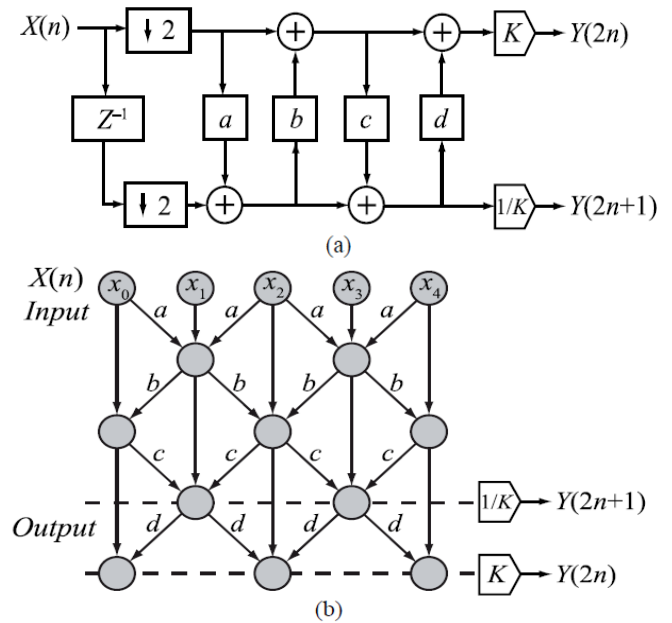 X(n) ↓ 2 + + K Y(2n)
Z⁻¹ a b c d
↓ 2 + + 1/K Y(2n+1)
(a)
X(n) x₀ x₁ x₂ x₃ x₄
Input a a a a
b b b b
c c c c
1/K Y(2n+1)
Output d d d d
K Y(2n)
(b)